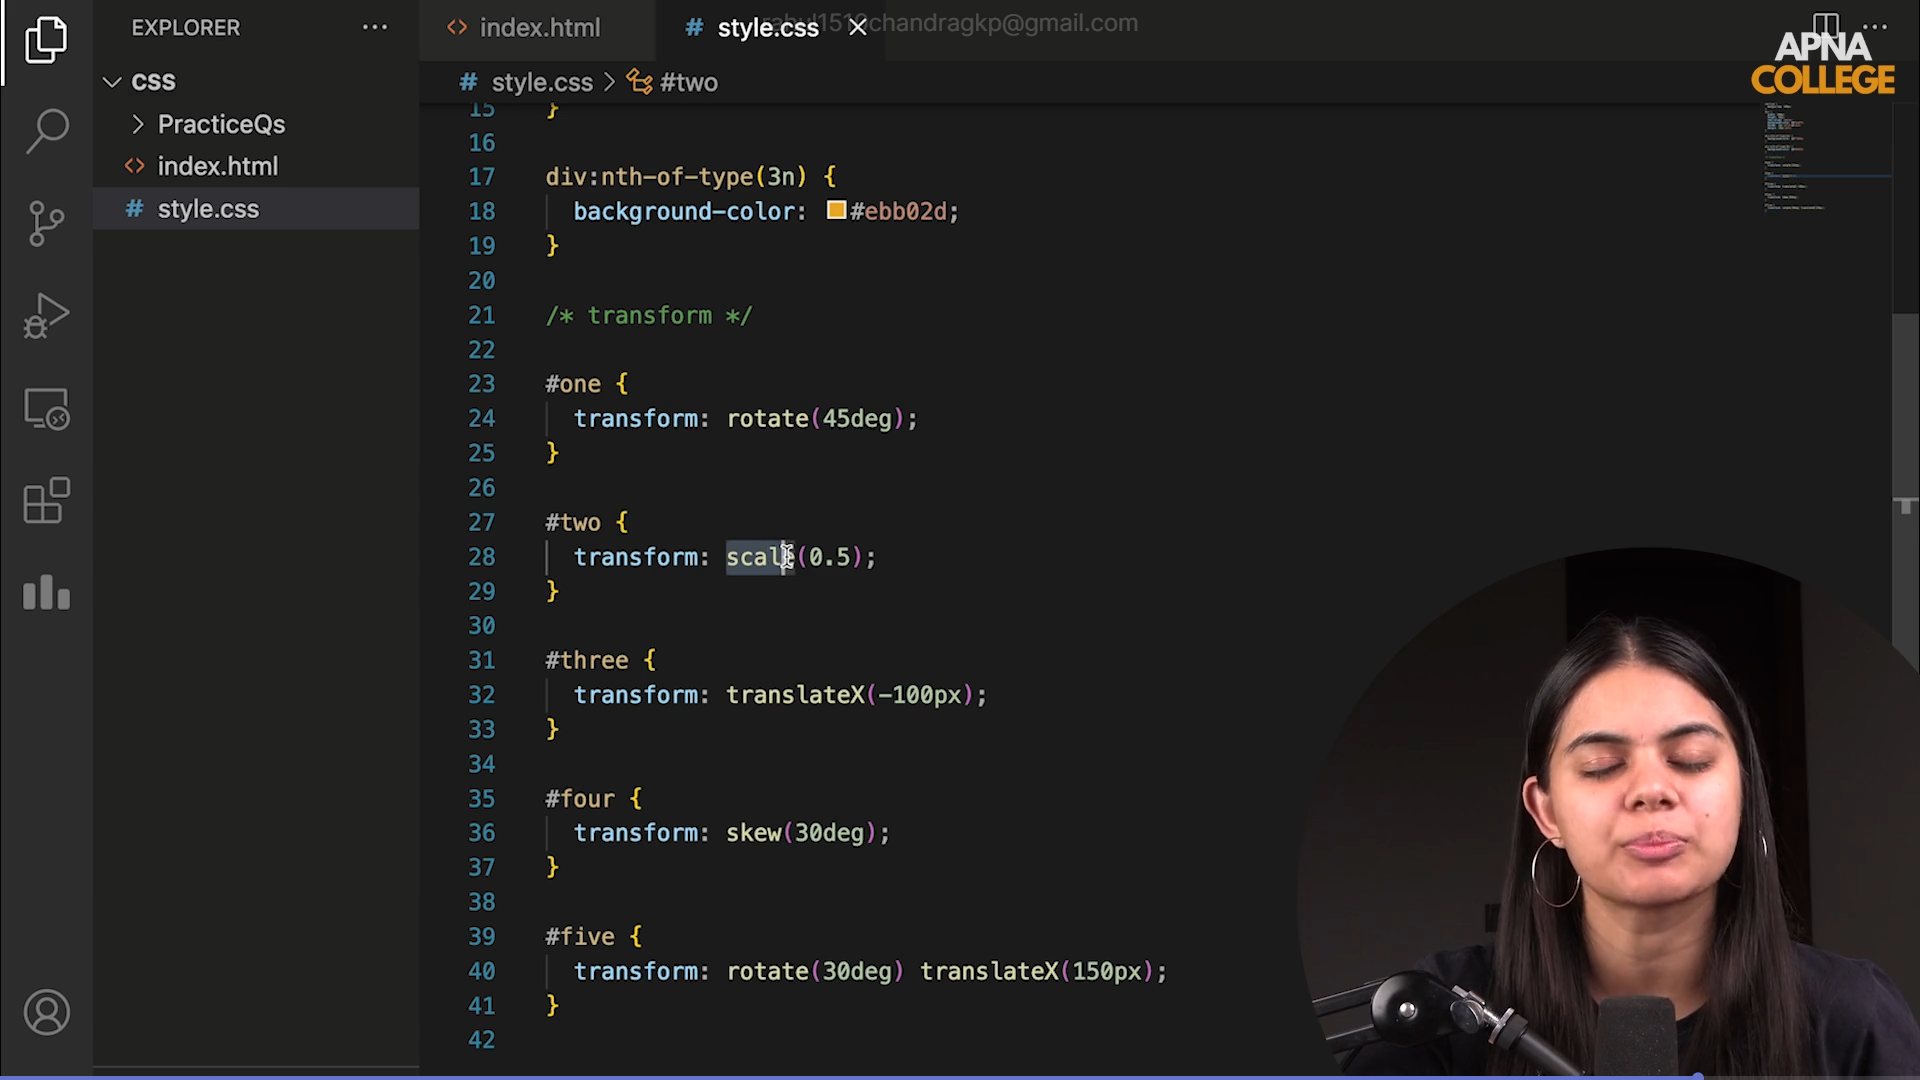 EXPLORER
CSS
PracticeQs
index.html
style.css
index.html
style.css
chandragkp@gmail.com
APNA
COLLEGE
style.css > #two
15 }
16
17 div:nth-of-type(3n) {
18 background-color: #ebb02d;
19 }
20
21 /* transform */
22
23 #one {
24 transform: rotate(45deg);
25 }
26
27 #two {
28 transform: scale(0.5);
29 }
30
31 #three {
32 transform: translateX(-100px);
33 }
34
35 #four {
36 transform: skew(30deg);
37 }
38
39 #five {
40 transform: rotate(30deg) translateX(150px);
41 }
42